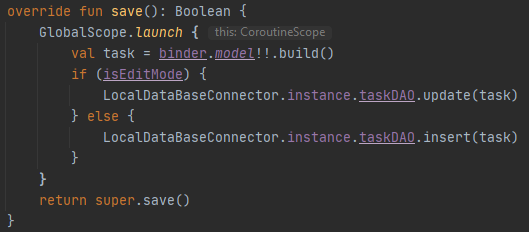 override fun save(): Boolean {
GlobalScope.launch { this: CoroutineScope
val task = binder.model!!.build()
if (isEditMode) {
LocalDataBaseConnector.instance.taskDAO.update(task)
} else {
LocalDataBaseConnector.instance.taskDAO.insert(task)
}
}
return super.save()
}